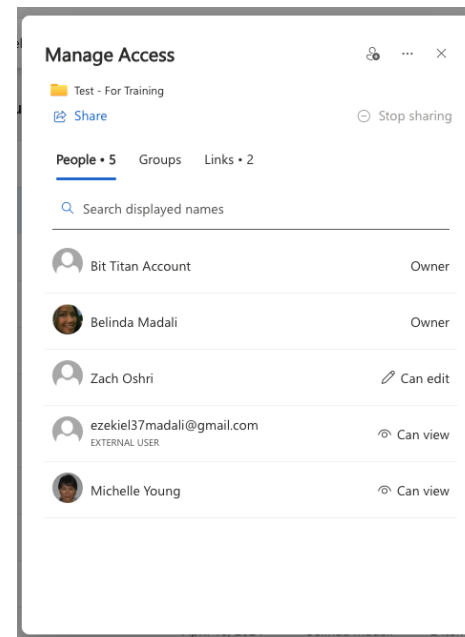 Manage Access
Test - For Training
Share
Stop sharing
People • 5 Groups Links • 2
Search displayed names
Bit Titan Account Owner
Belinda Madali Owner
Zach Oshri Can edit
ezekiel37madali@gmail.com
EXTERNAL USER
Can view
Michelle Young Can view